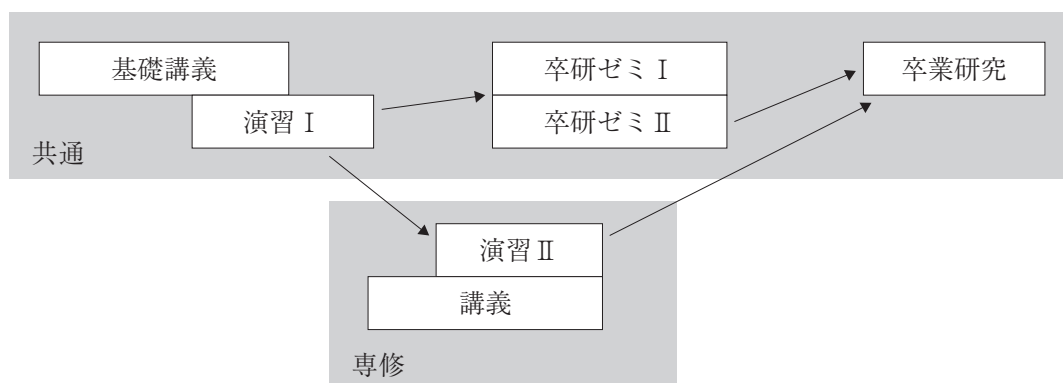 基礎講義
演習Ⅰ
共通
卒研ゼミⅠ
卒研ゼミⅡ
卒業研究
演習Ⅱ
講義
専修